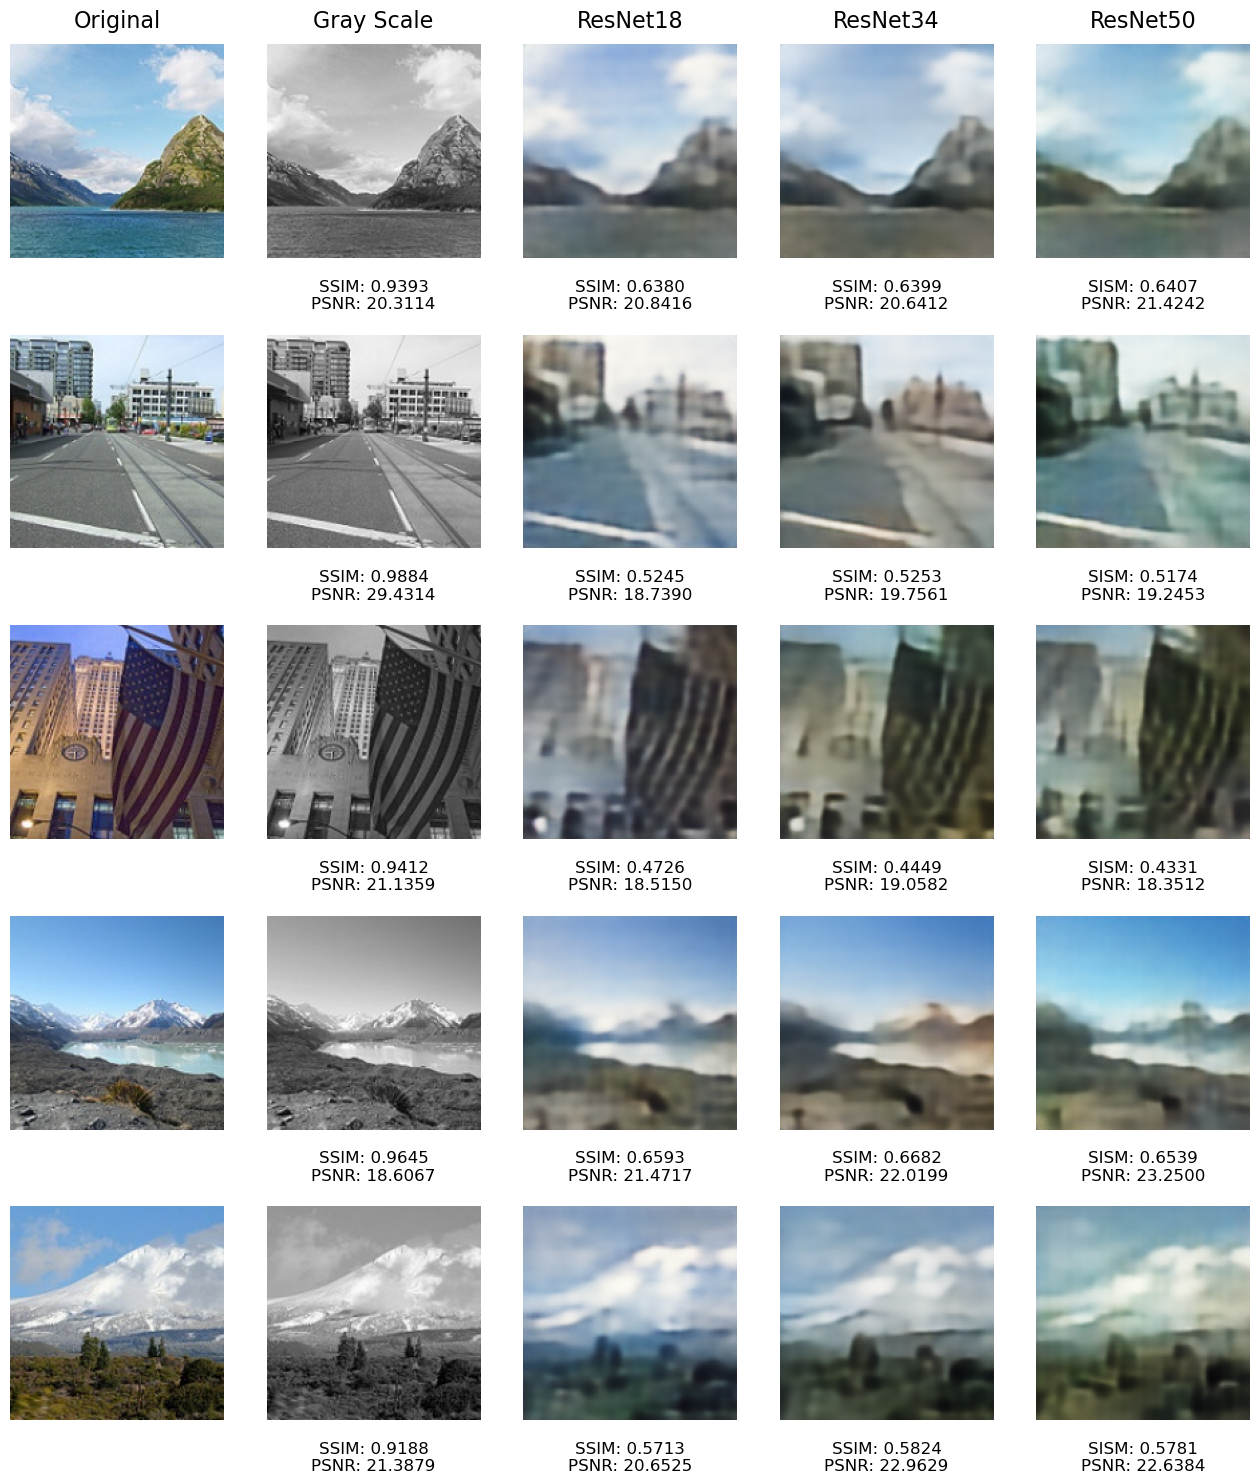 Original Gray Scale ResNet18 ResNet34 ResNet50
SSIM: 0.9393 SSIM: 0.6380 SSIM: 0.6399 SISM: 0.6407
PSNR: 20.3114 PSNR: 20.8416 PSNR: 20.6412 PSNR: 21.4242
SSIM: 0.9884 SSIM: 0.5245 SSIM: 0.5253 SISM: 0.5174
PSNR: 29.4314 PSNR: 18.7390 PSNR: 19.7561 PSNR: 19.2453
SSIM: 0.9412 SSIM: 0.4726 SSIM: 0.4449 SISM: 0.4331
PSNR: 21.1359 PSNR: 18.5150 PSNR: 19.0582 PSNR: 18.3512
SSIM: 0.9645 SSIM: 0.6593 SSIM: 0.6682 SISM: 0.6539
PSNR: 18.6067 PSNR: 21.4717 PSNR: 22.0199 PSNR: 23.2500
SSIM: 0.9188 SSIM: 0.5713 SSIM: 0.5824 SISM: 0.5781
PSNR: 21.3879 PSNR: 20.6525 PSNR: 22.9629 PSNR: 22.6384